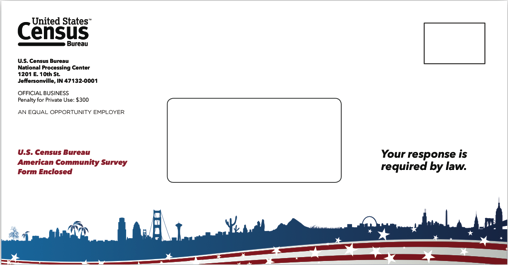 United States™
Census
Bureau
U.S. Census Bureau
National Processing Center
1201 E. 10th St.
Jeffersonville, IN 47132-0001
OFFICIAL BUSINESS
Penalty for Private Use: $300
AN EQUAL OPPORTUNITY EMPLOYER
U.S. Census Bureau
American Community Survey
Form Enclosed
Your response is
required by law.